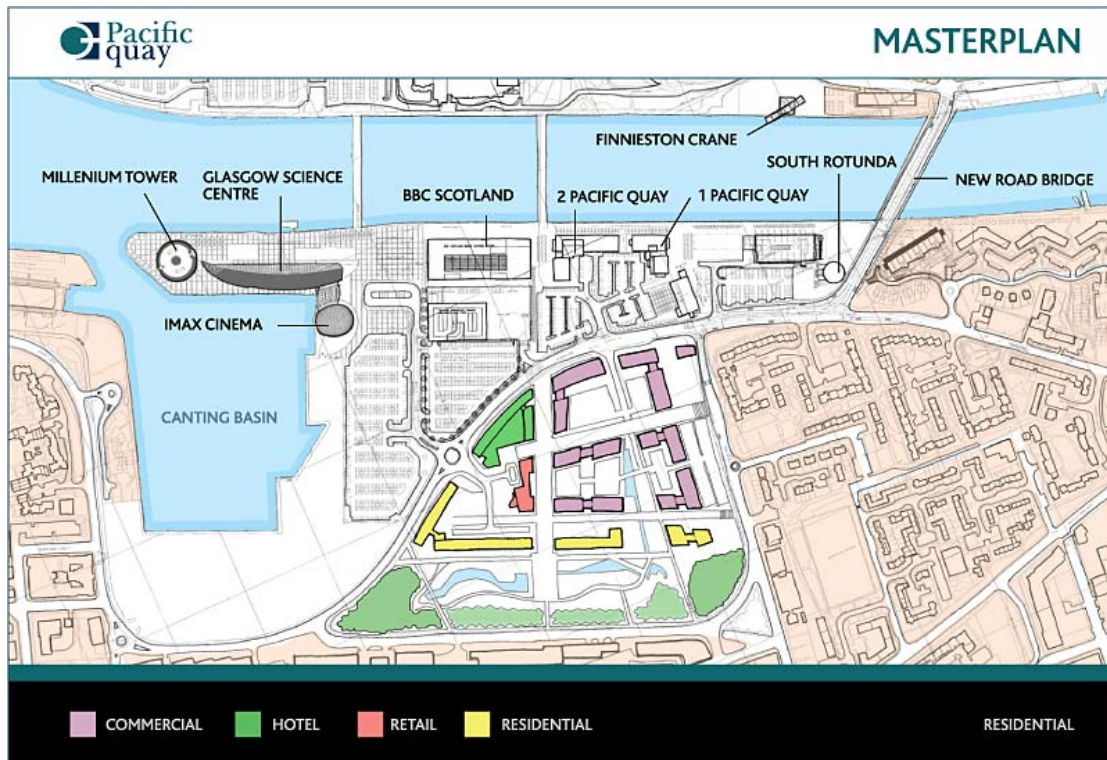 Pacific
quay
MASTERPLAN
FINNIESTON CRANE
SOUTH ROTUNDA
MILLENIUM TOWER
GLASGOW SCIENCE
CENTRE
BBC SCOTLAND
2 PACIFIC QUAY
1 PACIFIC QUAY
NEW ROAD BRIDGE
IMAX CINEMA
CANTING BASIN
COMMERCIAL
HOTEL
RETAIL
RESIDENTIAL
RESIDENTIAL